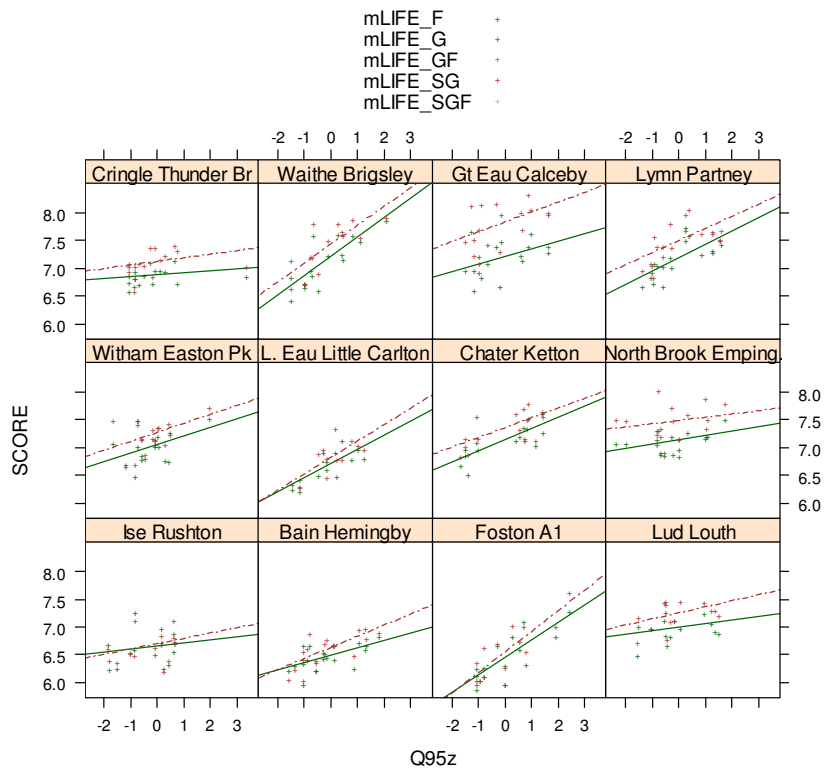 mLIFE_F
mLIFE_G
mLIFE_GF
mLIFE_SG
mLIFE_SGF
-2 -1 0 1 2 3 -2 -1 0 1 2 3
Cringle Thunder Br Waithe Brigsley Gt Eau Calceby Lymn Partney
8.0
7.5
7.0
6.5
6.0
Witham Easton Pk L. Eau Little Carlton Chater Ketton North Brook Emping.
8.0
7.5
7.0
6.5
6.0
SCORE
Ise Rushton Bain Hemingby Foston A1 Lud Louth
8.0
7.5
7.0
6.5
6.0
-2 -1 0 1 2 3 -2 -1 0 1 2 3
Q95z